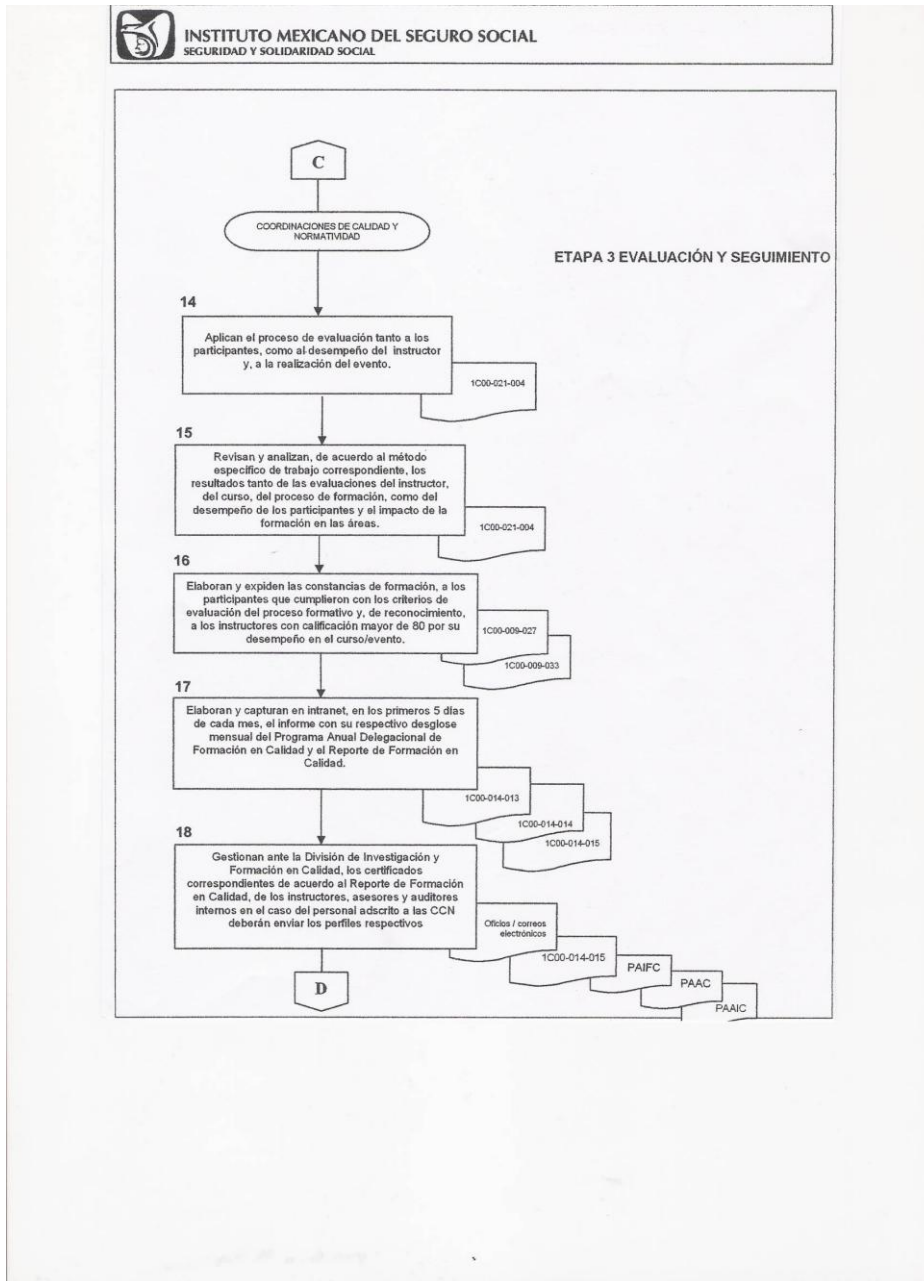 INSTITUTO MEXICANO DEL SEGURO SOCIAL
SEGURIDAD Y SOLIDARIDAD SOCIAL
C
COORDINACIONES DE CALIDAD Y
NORMATIVIDAD
ETAPA 3 EVALUACIÓN Y SEGUIMIENTO
14
Aplican el proceso de evaluación tanto a los
participantes, como al desempeño del instructor
y, a la realización del evento.
1C00-021-004
15
Revisan y analizan, de acuerdo al método
específico de trabajo correspondiente, los
resultados tanto de las evaluaciones del instructor,
del curso, del proceso de formación, como del
desempeño de los participantes y el impacto de la
formación en las áreas.
1C00-021-004
16
Elaboran y expiden las constancias de formación, a los
participantes que cumplieron con los criterios de
evaluación del proceso formativo y, de reconocimiento,
a los instructores con calificación mayor de 80 por su
desempeño en el curso/evento.
1C00-009-027
1C00-009-033
17
Elaboran y capturan en intranet, en los primeros 5 días
de cada mes, el informe con su respectivo desglose
mensual del Programa Anual Delegacional de
Formación en Calidad y el Reporte de Formación en
Calidad.
1C00-014-013
1C00-014-014
1C00-014-015
18
Gestionan ante la División de Investigación y
Formación en Calidad, los certificados
correspondientes de acuerdo al Reporte de Formación
en Calidad, de los instructores, asesores y auditores
internos en el caso del personal adscrito a las CCN
deberán enviar los perfiles respectivos
Oficios / correos
electrónicos
1C00-014-015
PAIFC
PAAC
PAAIC
D